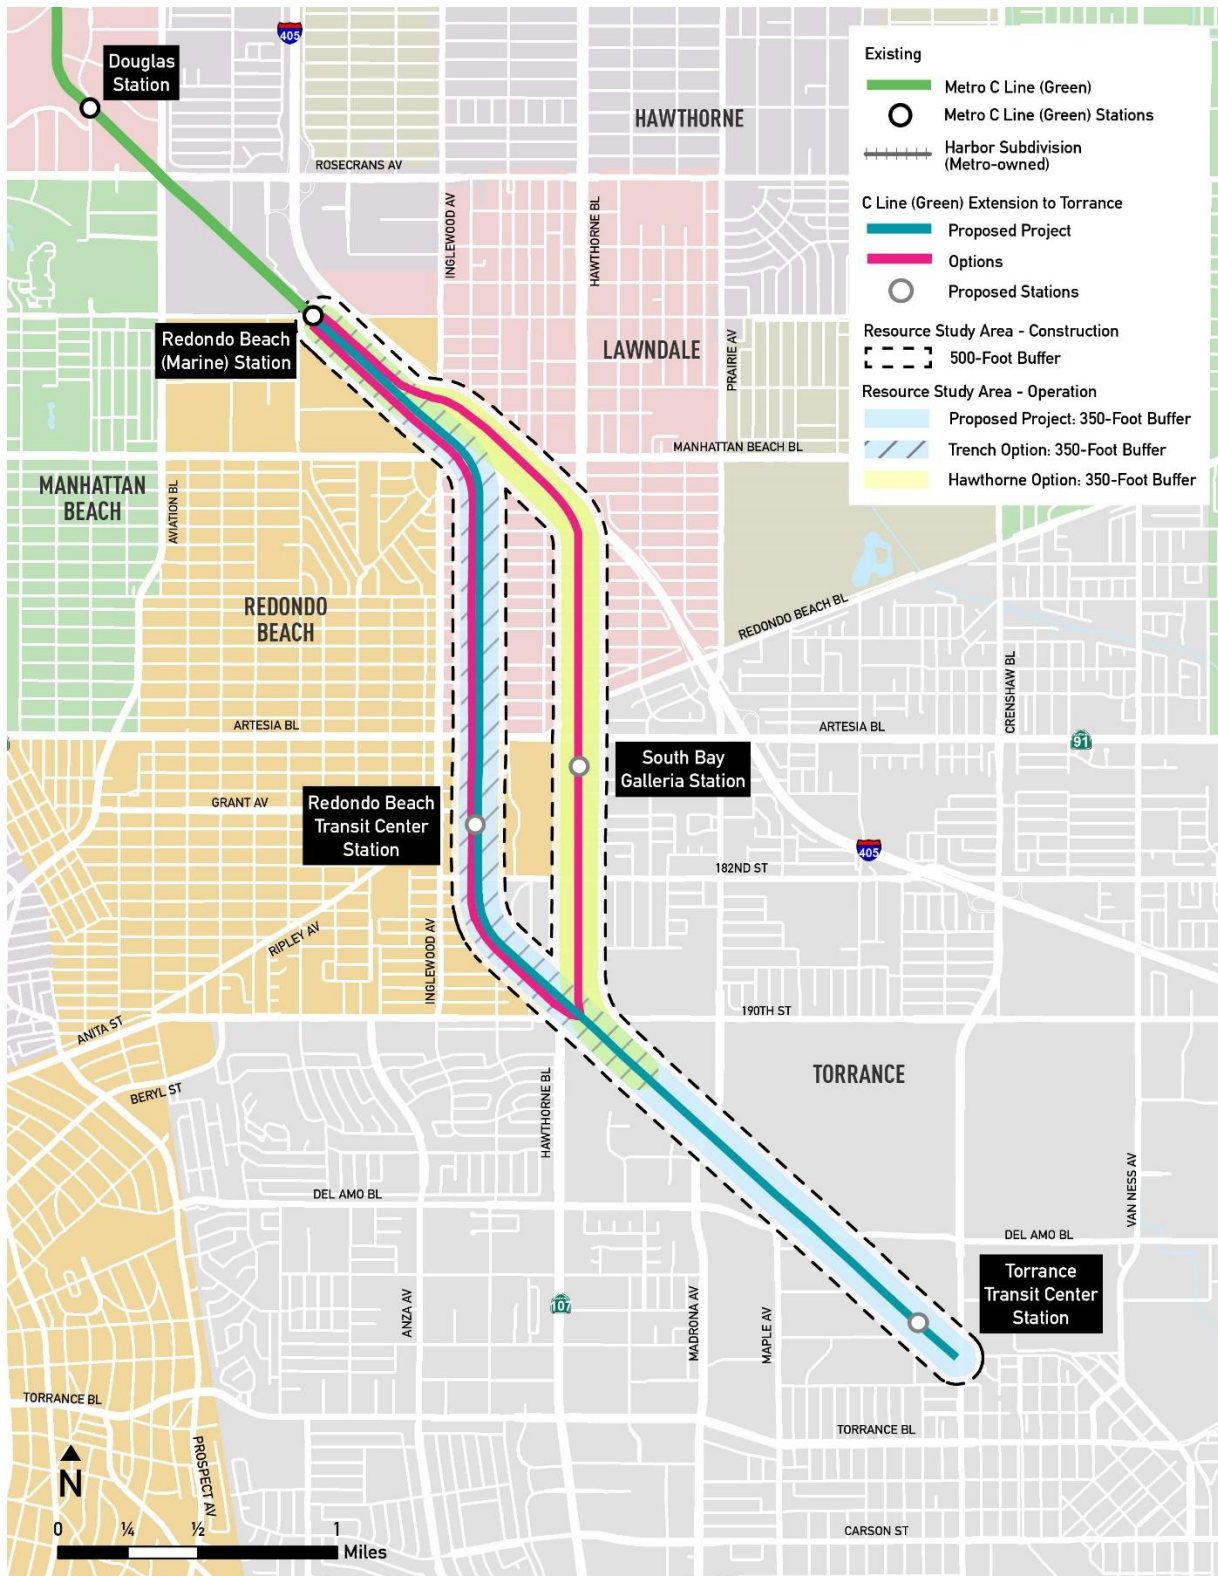 405
Douglas
Station
HAWTHORNE
ROSECRANS AV
INGLEWOOD AV
HAWTHORNE BL
Existing
Metro C Line (Green)
Metro C Line (Green) Stations
Harbor Subdivision
(Metro-owned)
C Line (Green) Extension to Torrance
Proposed Project
Options
Proposed Stations
Resource Study Area - Construction
500-Foot Buffer
Resource Study Area - Operation
Proposed Project: 350-Foot Buffer
Trench Option: 350-Foot Buffer
Hawthorne Option: 350-Foot Buffer
Redondo Beach
(Marine) Station
LAWNDALE
PRAIRIE AV
MANHATTAN BEACH BL
MANHATTAN
BEACH
AVIATION BL
REDONDO
BEACH
REDONDO BEACH BL
CRENSHAW BL
ARTESIA BL
ARTESIA BL
91
South Bay
Galleria Station
GRANT AV
Redondo Beach
Transit Center
Station
405
182ND ST
RIPLEY AV
INGLEWOOD AV
190TH ST
ANITA ST
TORRANCE
BERYL ST
HAWTHORNE BL
DEL AMO BL
VAN NESS AV
DEL AMO BL
Torrance
Transit Center
Station
107
ANZA AV
MADRONA AV
MAPLE AV
TORRANCE BL
TORRANCE BL
PROSPECT AV
N
0 ¼ ½ 1
Miles
CARSON ST